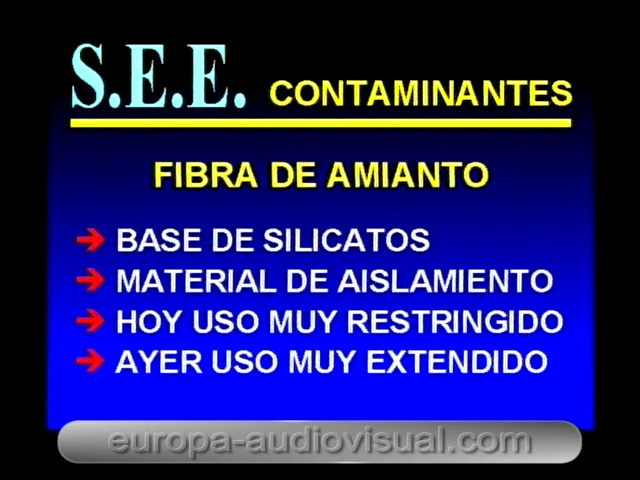 S.E.E. CONTAMINANTES
FIBRA DE AMIANTO
➔ BASE DE SILICATOS
➔ MATERIAL DE AISLAMIENTO
➔ HOY USO MUY RESTRINGIDO
➔ AYER USO MUY EXTENDIDO
europa-audiovisual.com